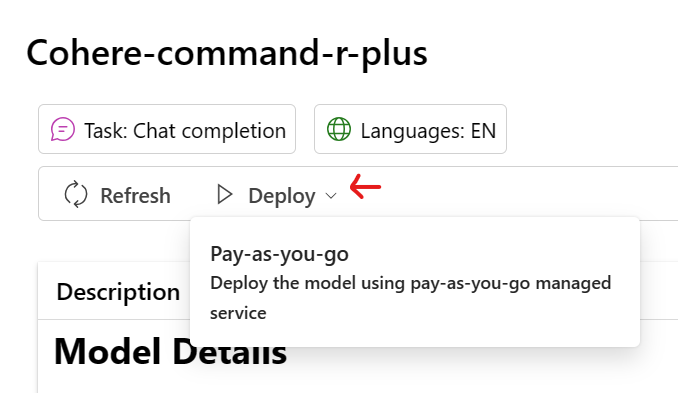 Cohere-command-r-plus
Task: Chat completion
Languages: EN
Refresh
Deploy
Pay-as-you-go
Deploy the model using pay-as-you-go managed
service
Description
Model Details